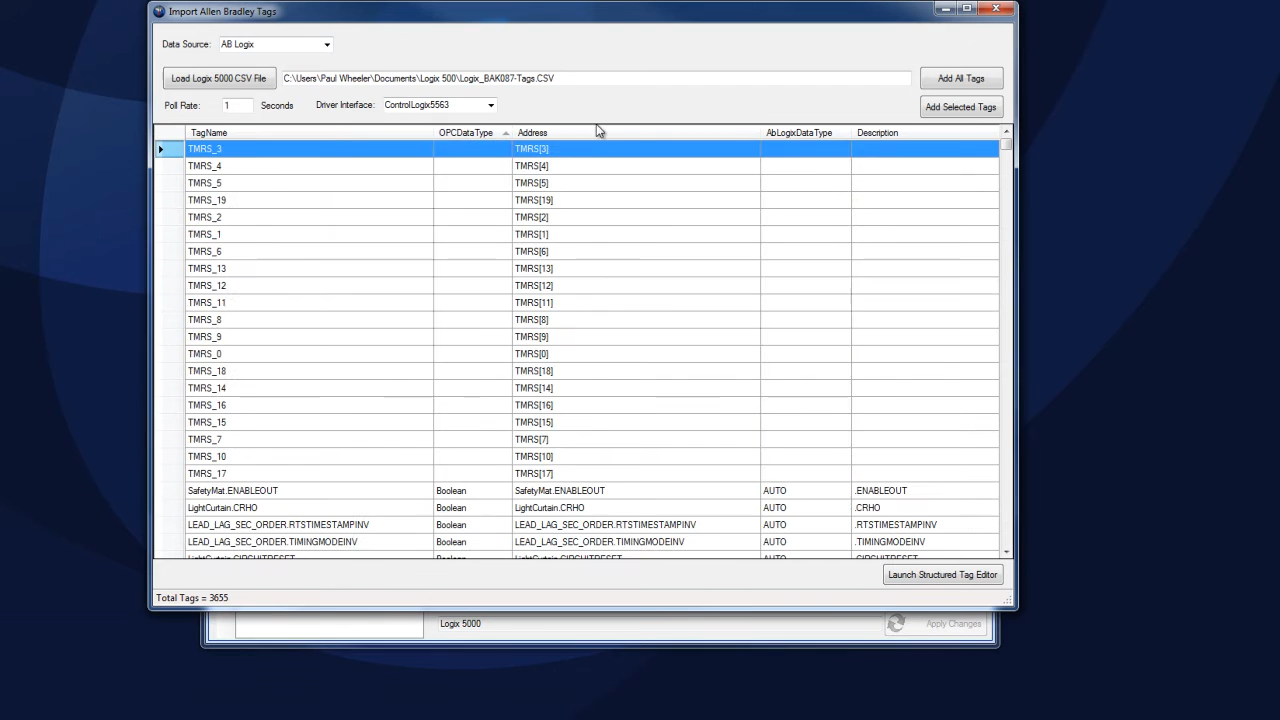 Import Allen Bradley Tags
Data Source: AB Logix
Load Logix 5000 CSV File C:\Users\Paul Wheeler\Documents\Logix 500\Logix_BAK087-Tags.CSV Add All Tags
Poll Rate: 1 Seconds Driver Interface: ControlLogix5563 Add Selected Tags
TagName OPCDataType Address AbLogixDataType Description
TMRS_3 TMRS[3]
TMRS_4 TMRS[4]
TMRS_5 TMRS[5]
TMRS_19 TMRS[19]
TMRS_2 TMRS[2]
TMRS_1 TMRS[1]
TMRS_6 TMRS[6]
TMRS_13 TMRS[13]
TMRS_12 TMRS[12]
TMRS_11 TMRS[11]
TMRS_8 TMRS[8]
TMRS_9 TMRS[9]
TMRS_0 TMRS[0]
TMRS_18 TMRS[18]
TMRS_14 TMRS[14]
TMRS_16 TMRS[16]
TMRS_15 TMRS[15]
TMRS_7 TMRS[7]
TMRS_10 TMRS[10]
TMRS_17 TMRS[17]
SafetyMat.ENABLEOUT Boolean SafetyMat.ENABLEOUT AUTO .ENABLEOUT
LightCurtain.CRHO Boolean LightCurtain.CRHO AUTO .CRHO
LEAD_LAG_SEC_ORDER.RTSTIMESTAMPINV Boolean LEAD_LAG_SEC_ORDER.RTSTIMESTAMPINV AUTO .RTSTIMESTAMPINV
LEAD_LAG_SEC_ORDER.TIMINGMODEINV Boolean LEAD_LAG_SEC_ORDER.TIMINGMODEINV AUTO .TIMINGMODEINV
LightCurtain.CIRCUITRESET Boolean LightCurtain.CIRCUITRESET AUTO .CIRCUITRESET
Launch Structured Tag Editor
Total Tags = 3655
Logix 5000 Apply Changes